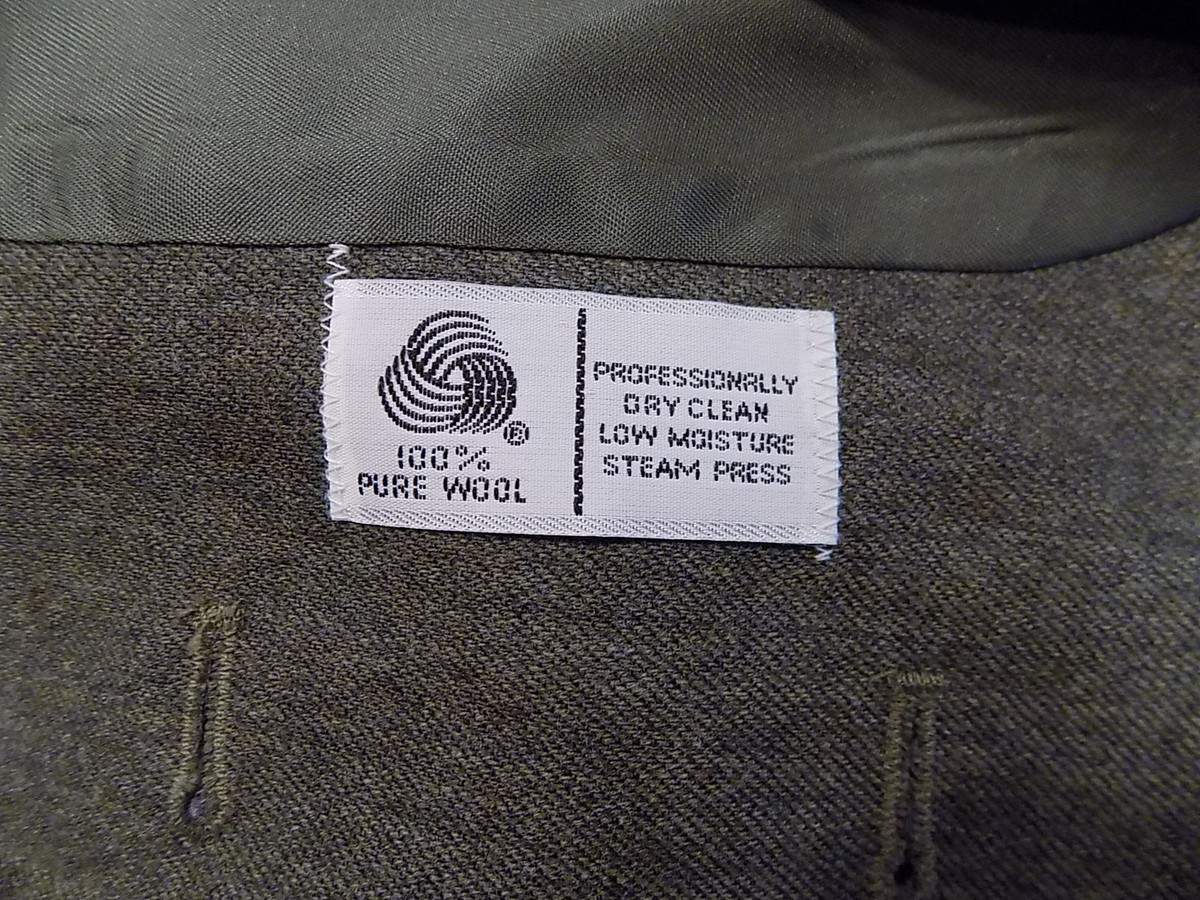 ®
100%
PURE WOOL
PROFESSIONALLY
DRY CLEAN
LOW MOISTURE
STEAM PRESS